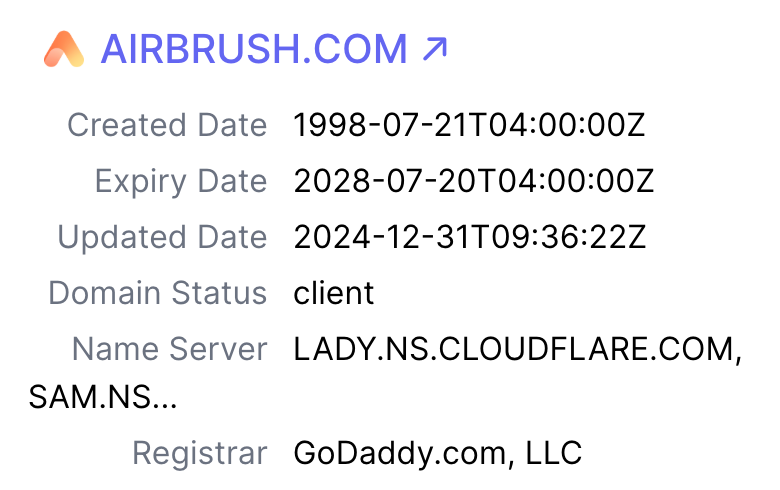 AIRBRUSH.COM ↗
Created Date 1998-07-21T04:00:00Z
Expiry Date 2028-07-20T04:00:00Z
Updated Date 2024-12-31T09:36:22Z
Domain Status client
Name Server LADY.NS.CLOUDFLARE.COM,
SAM.NS...
Registrar GoDaddy.com, LLC